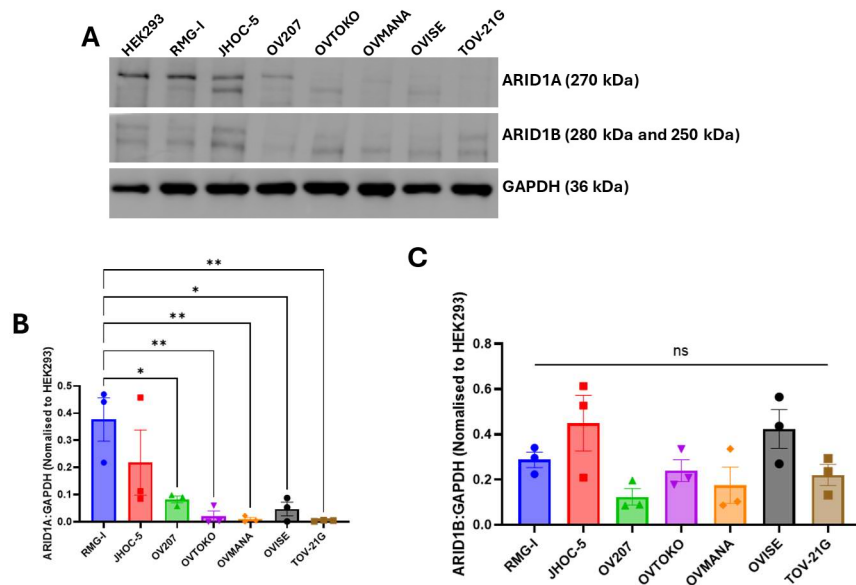 A
HEK293
RMG-I
JHOC-5
OV207
OVTOKO
OVMANA
OVISE
TOV-21G
ARID1A (270 kDa)
ARID1B (280 kDa and 250 kDa)
GAPDH (36 kDa)
B
**
*
**
**
*
ARID1A:GAPDH (Nomalised to HEK293)
0.5
0.4
0.3
0.2
0.1
0.0
RMG-I
JHOC-5
OV207
OVTOKO
OVMANA
OVISE
TOV-21G
C
ns
ARID1B:GAPDH (Nomalised to HEK293)
0.8
0.6
0.4
0.2
0.0
RMG-I
JHOC-5
OV207
OVTOKO
OVMANA
OVISE
TOV-21G